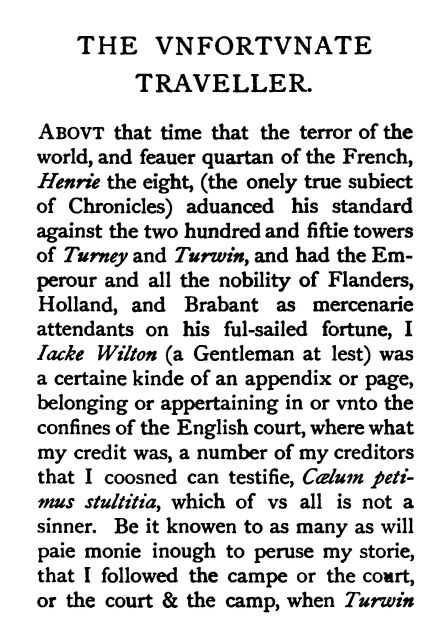 THE VNFORTVNATE
TRAVELLER.
ABOVT that time that the terror of the
world, and feauer quartan of the French,
Henrie the eight, (the onely true subiect
of Chronicles) aduanced his standard
against the two hundred and fiftie towers
of Turney and Turwin, and had the Em-
perour and all the nobility of Flanders,
Holland, and Brabant as mercenarie
attendants on his ful-sailed fortune, I
Iacke Wilton (a Gentleman at lest) was
a certaine kinde of an appendix or page,
belonging or appertaining in or vnto the
confines of the English court, where what
my credit was, a number of my creditors
that I coosned can testifie, Cælum peti-
mus stultitia, which of vs all is not a
sinner. Be it knowen to as many as will
paie monie inough to peruse my storie,
that I followed the campe or the court,
or the court & the camp, when Turwin